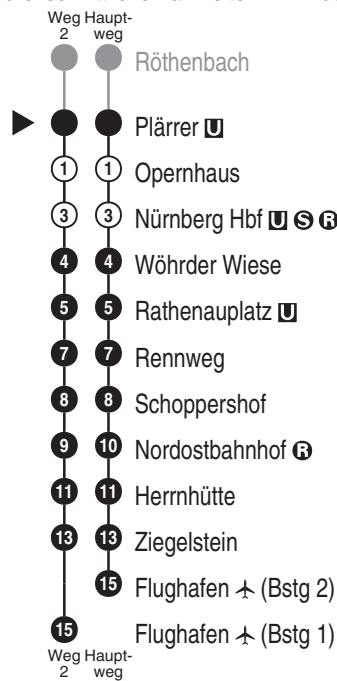 Weg Haupt-
2 weg
Röthenbach
Plärrer U
1 1 Opernhaus
3 3 Nürnberg Hbf U S R
4 4 Wöhrder Wiese
5 5 Rathenauplatz U
7 7 Rennweg
8 8 Schoppershof
9 10 Nordostbahnhof R
11 11 Herrnhütte
13 13 Ziegelstein
15 Flughafen (Bstg 2)
15 Flughafen (Bstg 1)
Weg Haupt-
2 weg